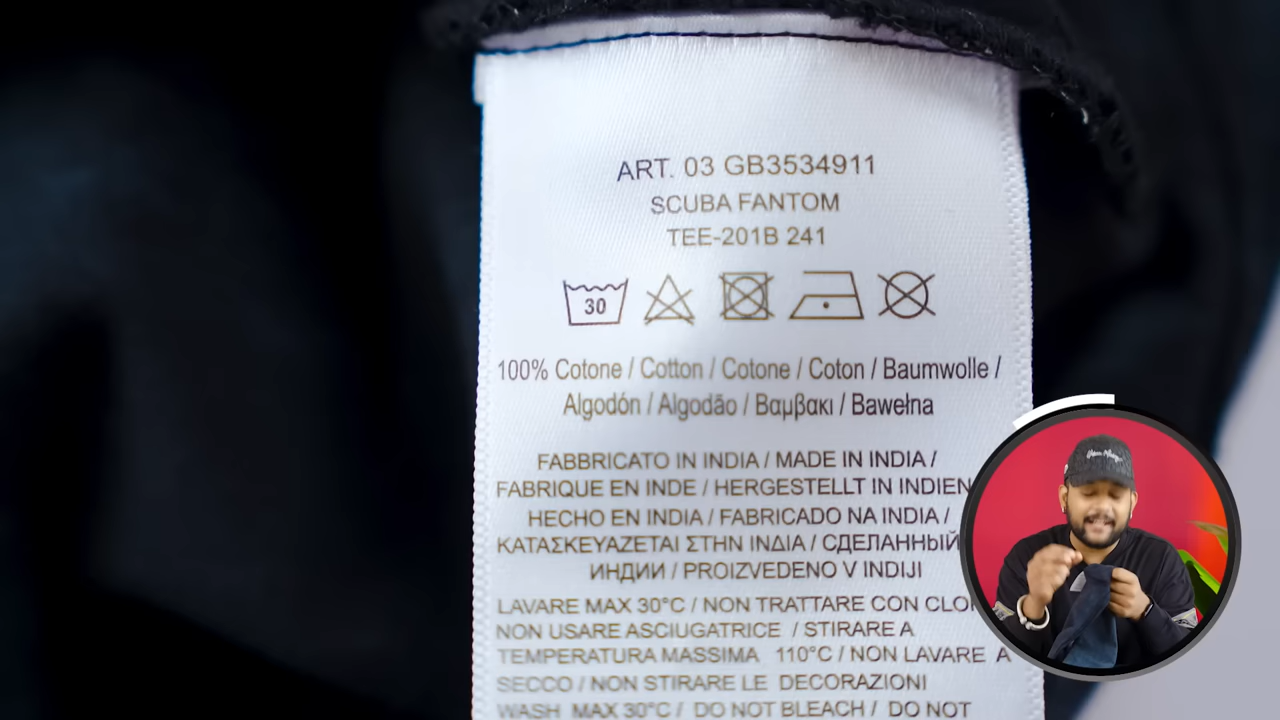 ART. 03 GB3534911
SCUBA FANTOM
TEE-201B 241
30
100% Cotone / Cotton / Cotone / Coton / Baumwolle /
Algodón / Algodão / Βαμβακι / Bawełna
FABBRICATO IN INDIA / MADE IN INDIA /
FABRIQUE EN INDE / HERGESTELLT IN INDIEN
HECHO EN INDIA / FABRICADO NA INDIA /
ΚΑΤΑΣΚΕΥΑΖΕΤΑΙ ΣΤΗΝ ΙΝΔΙΑ / СДЕЛАННЫЙ
ИНДИИ / PROIZVEDENO V INDIJI
LAVARE MAX 30°C / NON TRATTARE CON
NON USARE ASCIUGATRICE / STIRARE A
TEMPERATURA MASSIMA 110°C / NON LAVARE A
SECCO / NON STIRARE LE DECORAZIONI
WASH MAX 30°C / DO NOT BLEACH / DO NOT